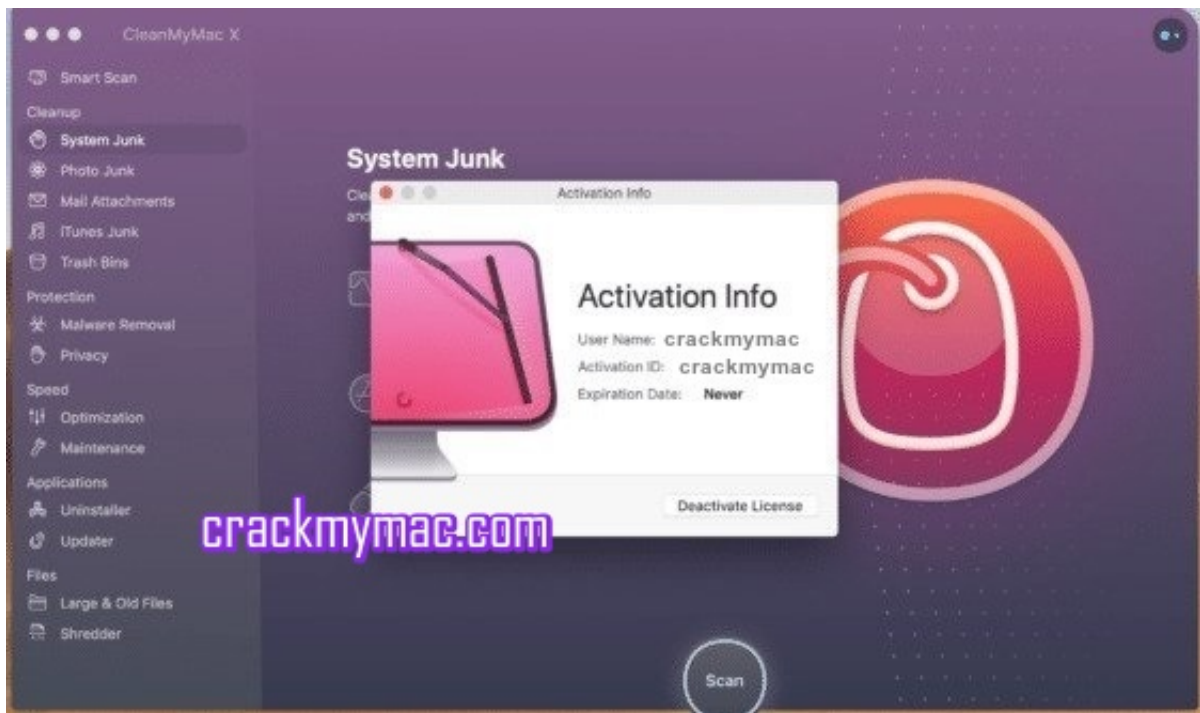 CleanMyMac X
Smart Scan
Cleanup
System Junk
Photo Junk
Mail Attachments
iTunes Junk
Trash Bins
Protection
Malware Removal
Privacy
Speed
Optimization
Maintenance
Applications
Uninstaller
Updater
Files
Large & Old Files
Shredder
System Junk
Cle
and
Activation Info
Activation Info
User Name: crackmymac
Activation ID: crackmymac
Expiration Date: Never
Deactivate License
crackmymac.com
Scan